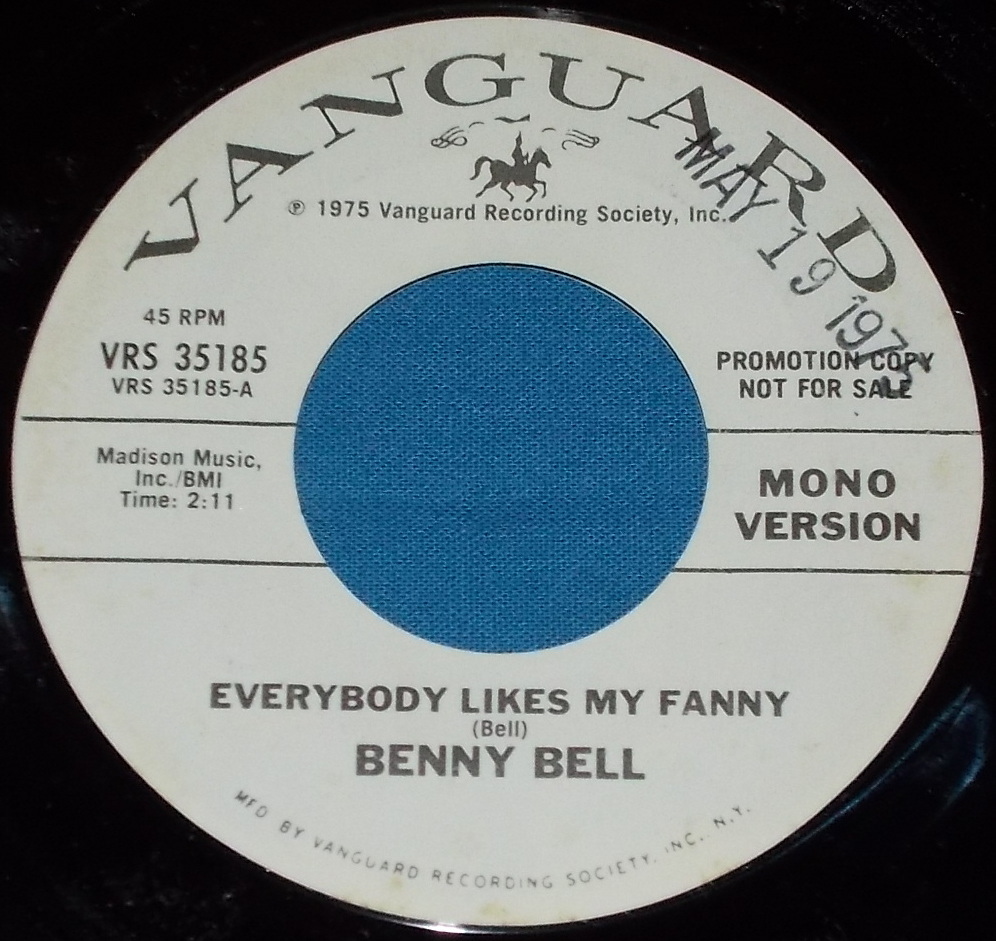 VANGUARD
MAY 19 1975
℗ 1975 Vanguard Recording Society, Inc.
45 RPM
VRS 35185
VRS 35185-A
PROMOTION COPY
NOT FOR SALE
Madison Music,
Inc./BMI
Time: 2:11
MONO
VERSION
EVERYBODY LIKES MY FANNY
(Bell)
BENNY BELL
MFD BY VANGUARD RECORDING SOCIETY, INC. N.Y.